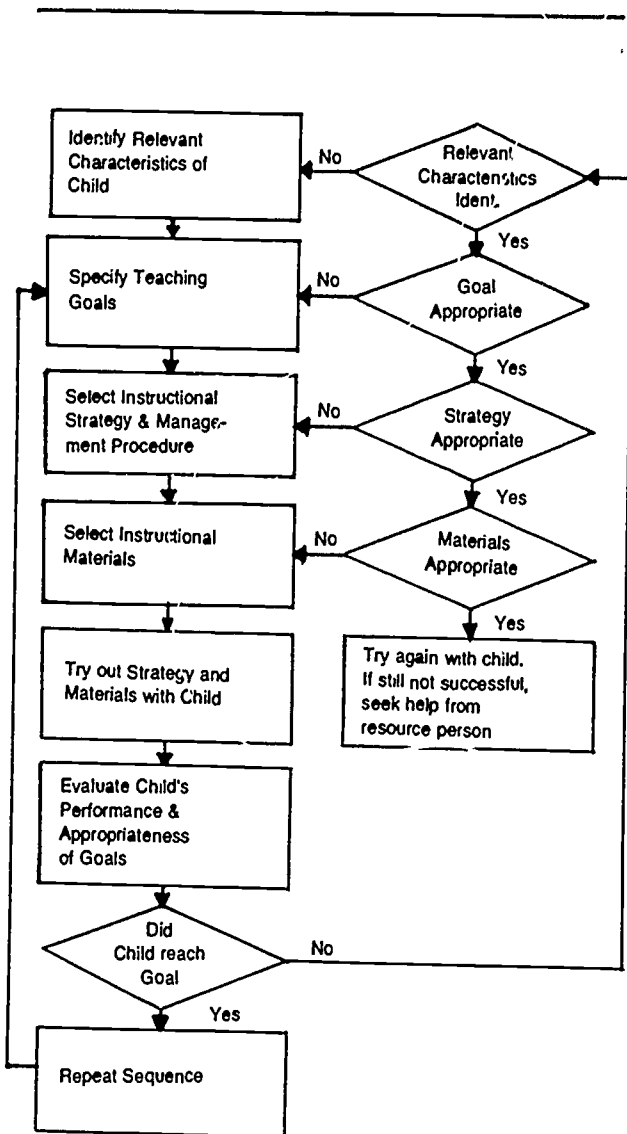 Identify Relevant
Characteristics of
Child
No
Relevant
Characteristics
Ident.
Yes
Specify Teaching
Goals
No
Goal
Appropriate
Yes
Select Instructional
Strategy & Manage-
ment Procedure
No
Strategy
Appropriate
Yes
Select Instructional
Materials
No
Materials
Appropriate
Yes
Try out Strategy and
Materials with Child
Try again with child.
If still not successful,
seek help from
resource person
Evaluate Child's
Performance &
Appropriateness
of Goals
Did
Child reach
Goal
No
Yes
Repeat Sequence